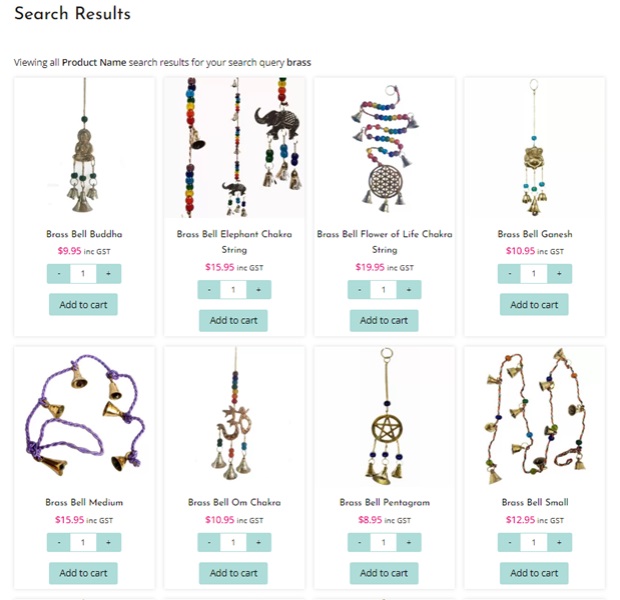 Search Results
Viewing all Product Name search results for your search query brass
Brass Bell Buddha
$9.95 inc GST
- 1 +
Add to cart
Brass Bell Elephant Chakra
String
$15.95 inc GST
- 1 +
Add to cart
Brass Bell Flower of Life Chakra
String
$19.95 inc GST
- 1 +
Add to cart
Brass Bell Ganesh
$10.95 inc GST
- 1 +
Add to cart
Brass Bell Medium
$15.95 inc GST
- 1 +
Add to cart
Brass Bell Om Chakra
$10.95 inc GST
- 1 +
Add to cart
Brass Bell Pentagram
$8.95 inc GST
- 1 +
Add to cart
Brass Bell Small
$12.95 inc GST
- 1 +
Add to cart